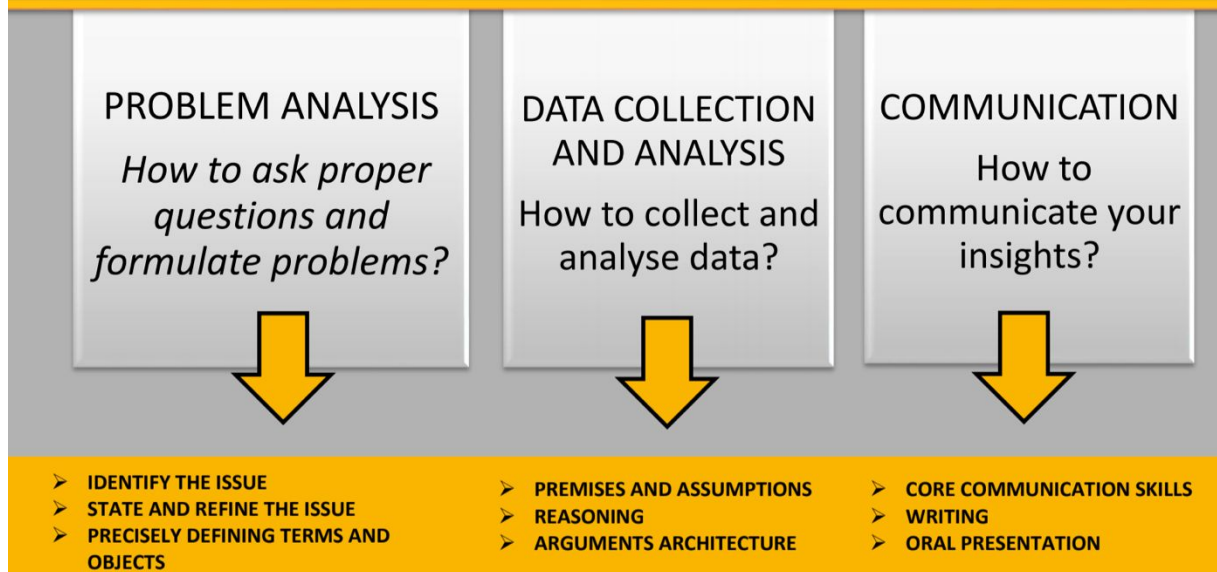 PROBLEM ANALYSIS
How to ask proper
questions and
formulate problems?
DATA COLLECTION
AND ANALYSIS
How to collect and
analyse data?
COMMUNICATION
How to
communicate your
insights?
➢ IDENTIFY THE ISSUE
➢ STATE AND REFINE THE ISSUE
➢ PRECISELY DEFINING TERMS AND
OBJECTS
➢ PREMISES AND ASSUMPTIONS
➢ REASONING
➢ ARGUMENTS ARCHITECTURE
➢ CORE COMMUNICATION SKILLS
➢ WRITING
➢ ORAL PRESENTATION